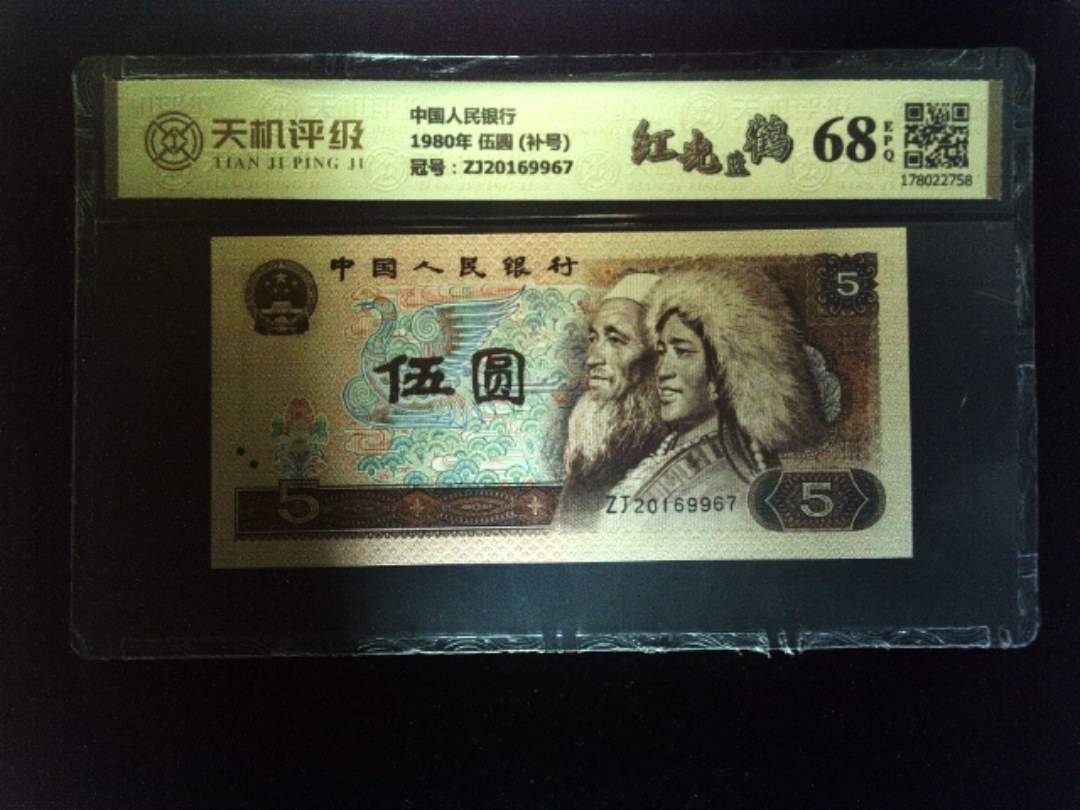 天机评级
TIAN JI PING JI
中国人民银行
1980年 伍圆 (补号)
冠号：ZJ20169967
红光蓝鹤
68
EPQ
178022758
中国人民银行
5
伍圆
5
ZJ20169967
5